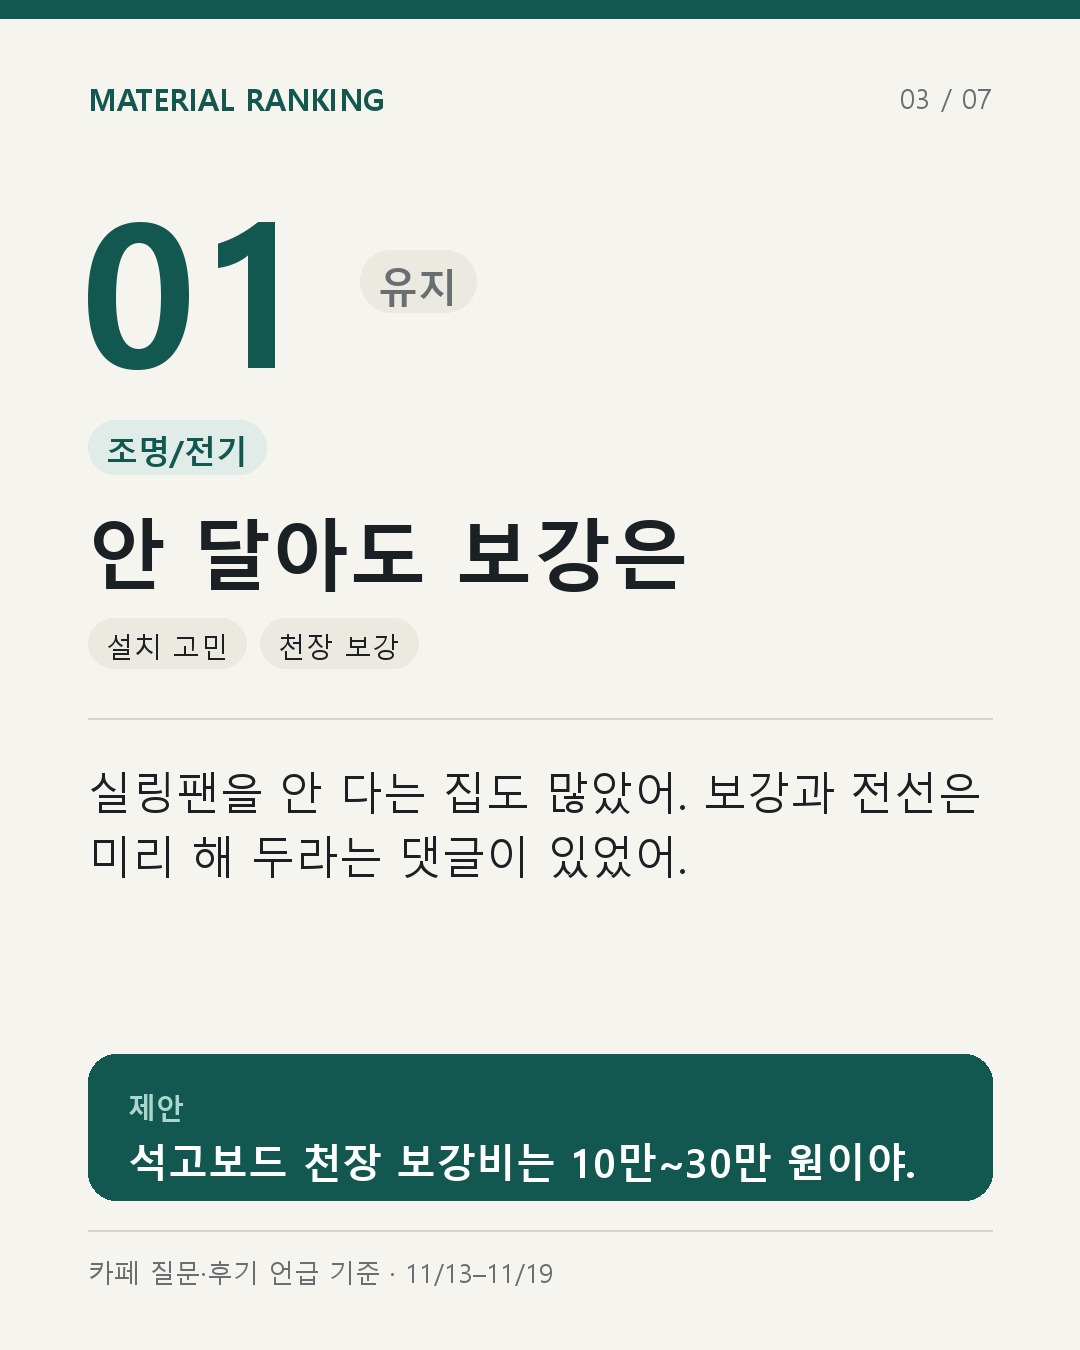 MATERIAL RANKING
03 / 07
01
유지
조명/전기
안 달아도 보강은
설치 고민
천장 보강
실링팬을 안 다는 집도 많았어. 보강과 전선은
미리 해 두라는 댓글이 있었어.
제안
석고보드 천장 보강비는 10만~30만 원이야.
카페 질문·후기 언급 기준 · 11/13–11/19